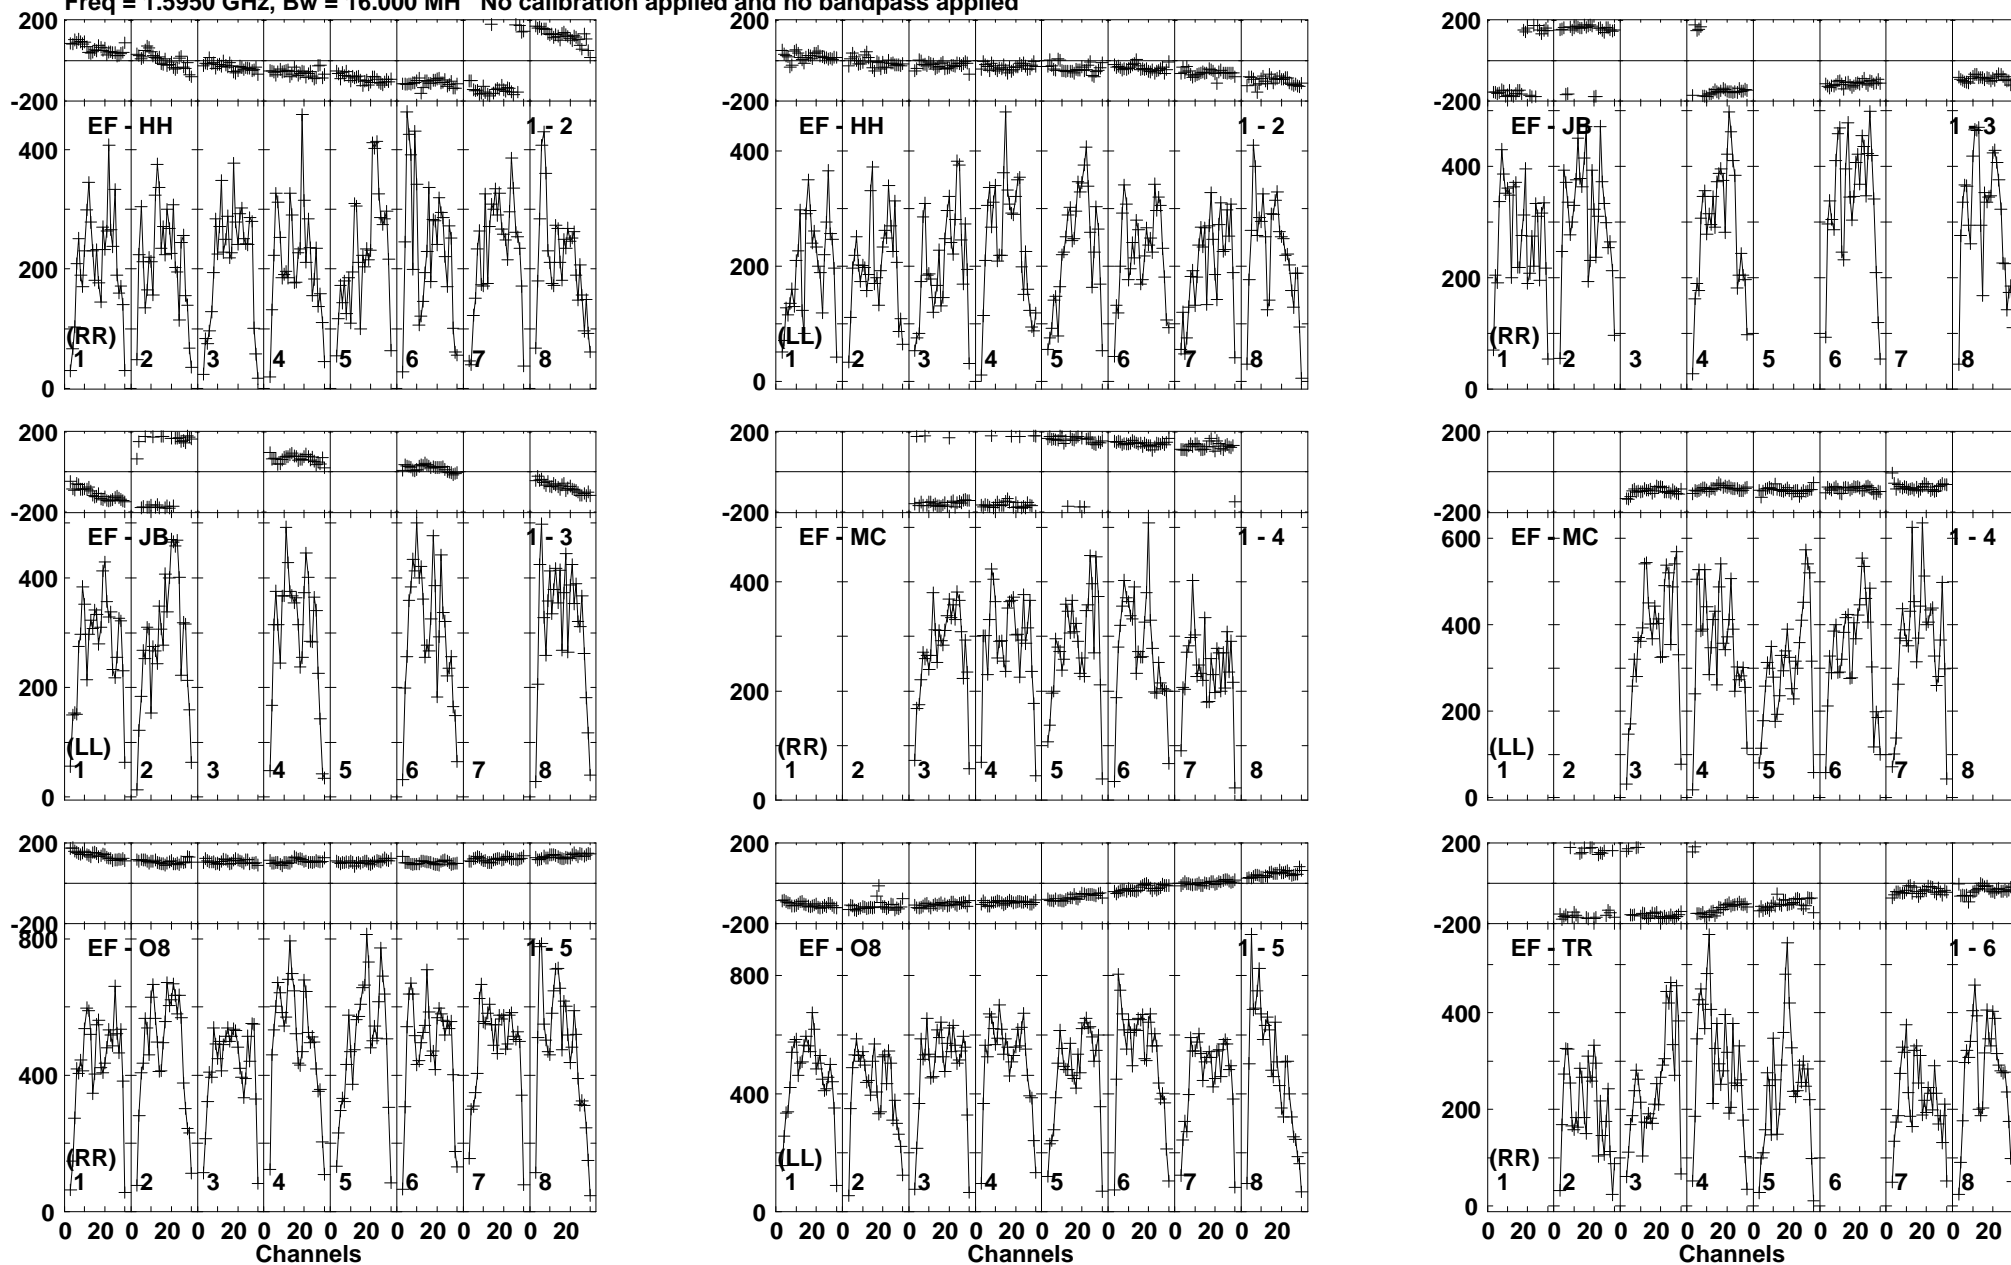 Freq = 1.5950 GHz, Bw = 16.000 MH   No calibration applied and no bandpass applied
200 200 200
-200 -200 -200
EF - HH 1 - 2 EF - HH 1 - 2 EF - JB 1 - 3
400 400 400
200 200 200
(RR) (LL) (RR)
1 2 3 4 5 6 7 8 1 2 3 4 5 6 7 8 1 2 3 4 5 6 7 8
0 0 0
200 200 200
-200 -200 -200
EF - JB 1 - 3 EF - MC 1 - 4 EF - MC 1 - 4
600
400 400 400
200 200 200
(LL) (RR) (LL)
1 2 3 4 5 6 7 8 1 2 3 4 5 6 7 8 1 2 3 4 5 6 7 8
0 0 0
200 200 200
-200 -200 -200
800
EF - O8 1 - 5 EF - O8 1 - 5 EF - TR 1 - 6
800
400 400 400
200
(RR) (LL) (RR)
1 2 3 4 5 6 7 8 1 2 3 4 5 6 7 8 1 2 3 4 5 6 7 8
0 0 0
0 20 0 20 0 20 0 20 0 20 0 20 0 20 0 20 0 20 0 20 0 20 0 20 0 20 0 20 0 20 0 20 0 20 0 20 0 20 0 20 0 20 0 20 0 20 0 20
Channels Channels Channels